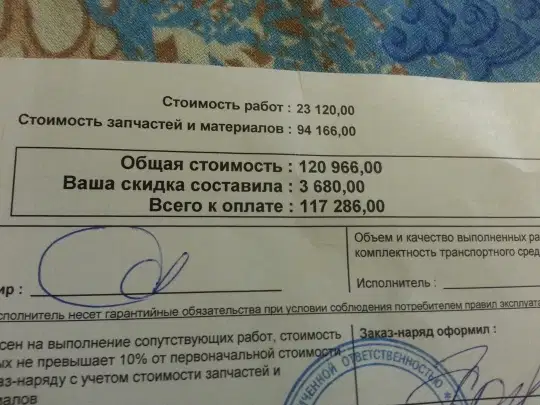 Стоимость работ : 23 120,00
Стоимость запчастей и материалов : 94 166,00
Общая стоимость : 120 966,00
Ваша скидка составила : 3 680,00
Всего к оплате : 117 286,00
Объем и качество выполненных
комплектность транспортного
ир :
Исполнитель :
сполнитель несет гарантийные обязательства при условии соблюдения потребителем правил
сен на выполнение сопутствующих работ, стоимость
Заказ-наряд оформил :
ых не превышает 10% от первоначальной стоимости
аз-наряду с учетом стоимости запчастей и
иалов
ОТВЕТСТВЕННОСТЬЮ *